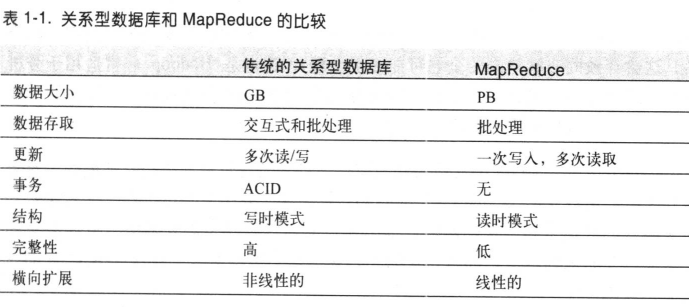 表 1-1. 关系型数据库和 MapReduce 的比较
传统的关系型数据库 MapReduce
数据大小 GB PB
数据存取 交互式和批处理 批处理
更新 多次读/写 一次写入，多次读取
事务 ACID 无
结构 写时模式 读时模式
完整性 高 低
横向扩展 非线性的 线性的